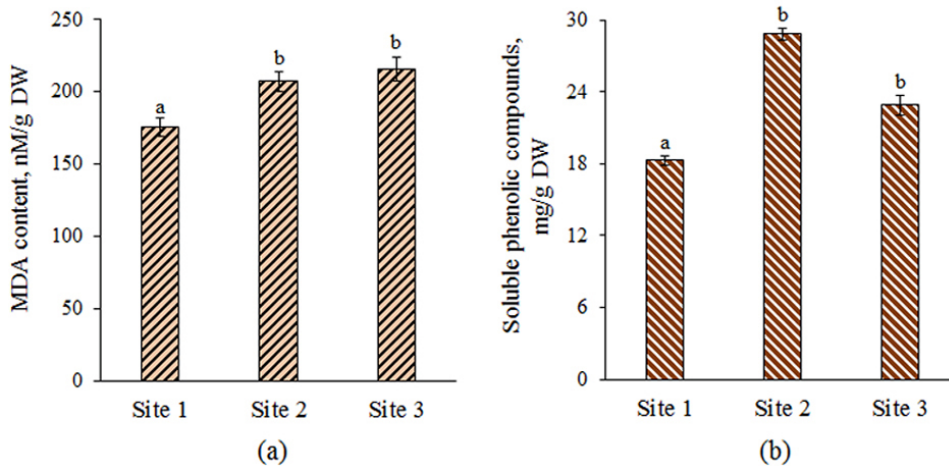 MDA content, nM/g DW
250
200
150
100
50
0
a
b
b
Site 1
Site 2
Site 3
(a)
Soluble phenolic compounds,
mg/g DW
30
24
18
12
6
0
a
b
b
Site 1
Site 2
Site 3
(b)